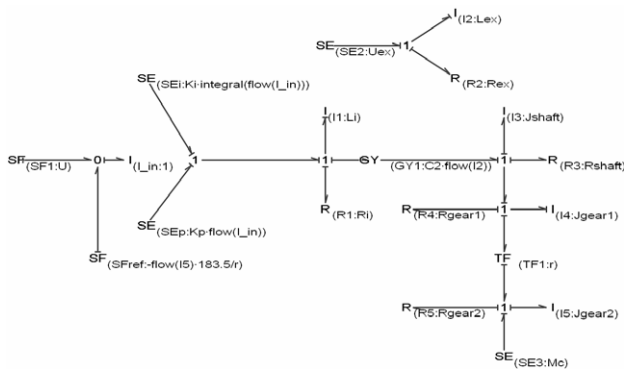 I(I2:Lex)
SE(SE2:Uex) 1
R(R2:Rex)
SE(SEi:Ki·integral(flow(I_in)))
I(I1:Li)
I(I3:Jshaft)
SF(SF1:U) 0 I(I_in:1) 1 1 GY(GY1:C2·flow(I2)) 1 R(R3:Rshaft)
R(R1:Ri)
R(R4:Rgear1) 1 I(I4:Jgear1)
SE(SEp:Kp·flow(I_in))
SF(SFref:-flow(I5)·183.5/r)
TF(TF1:r)
R(R5:Rgear2) 1 I(I5:Jgear2)
SE(SE3:Mc)